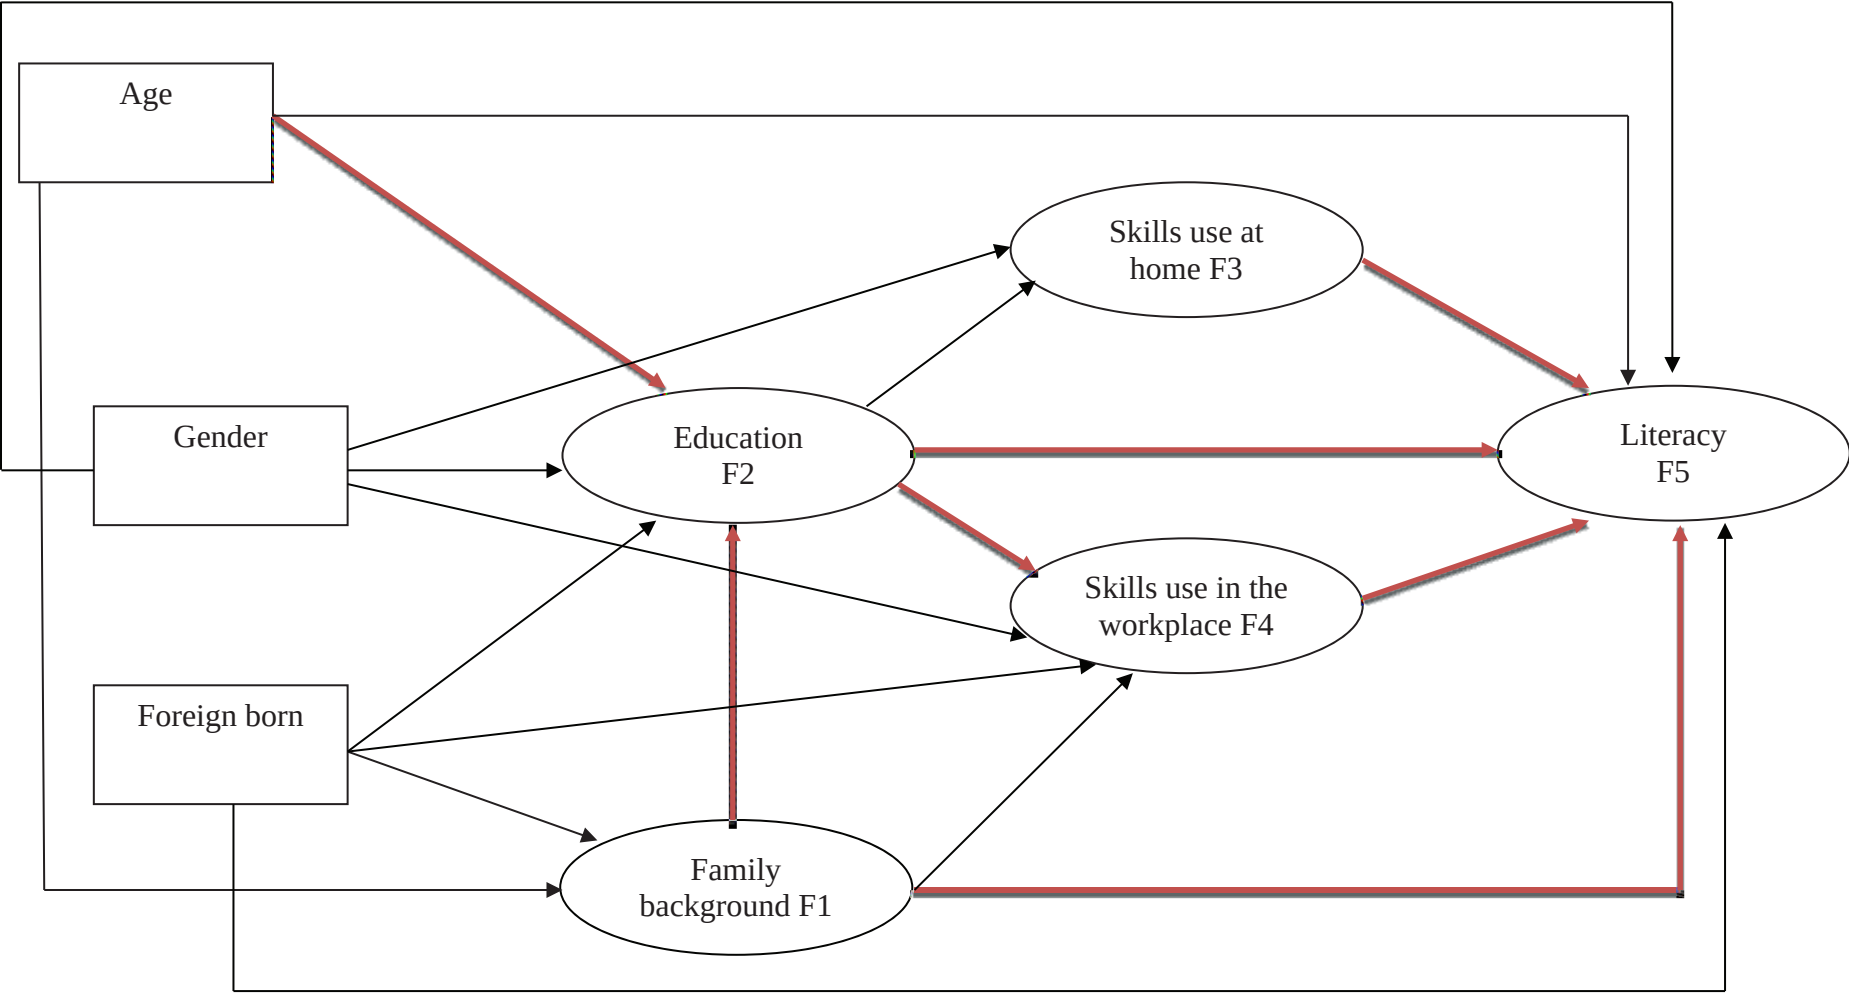 Age
Skills use at
home F3
Gender
Education
F2
Literacy
F5
Skills use in the
workplace F4
Foreign born
Family
background F1